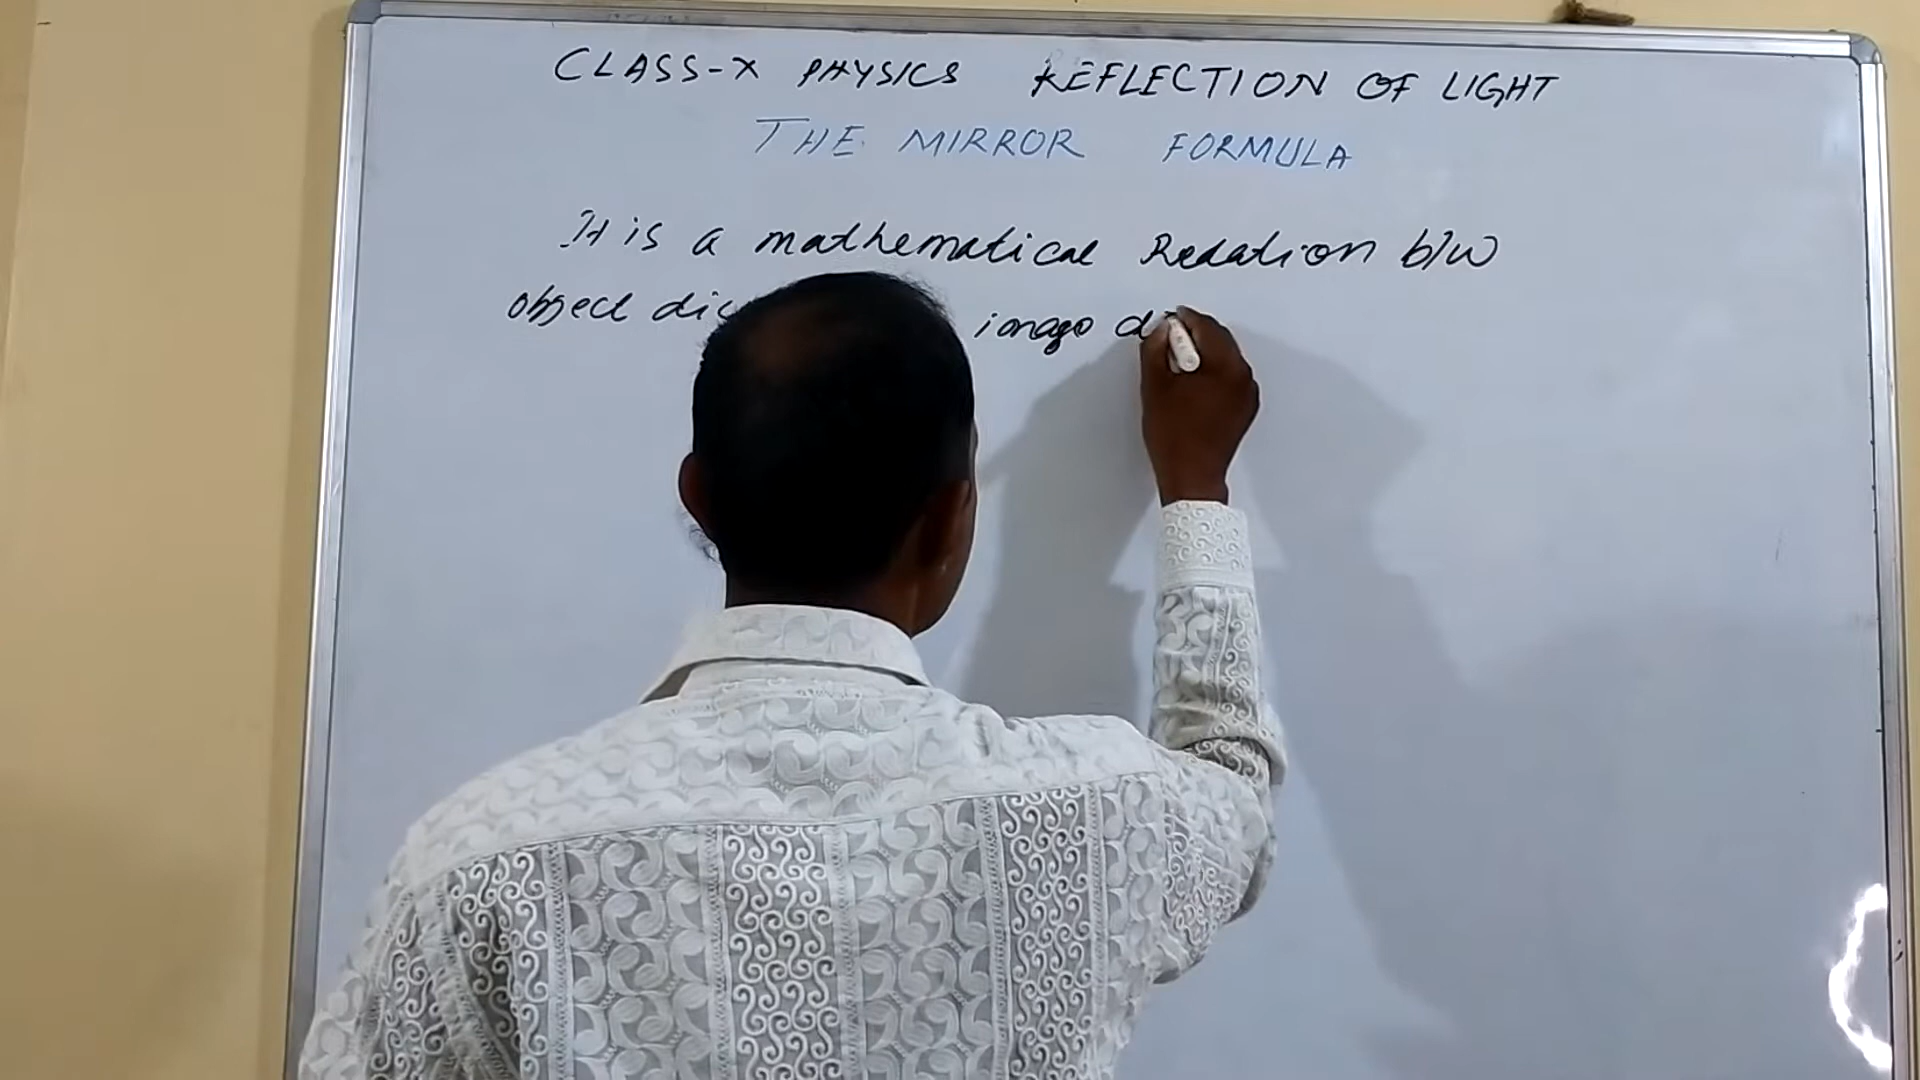 CLASS-X PHYSICS REFLECTION OF LIGHT
THE MIRROR FORMULA
It is a mathematical Relation b/w
object image